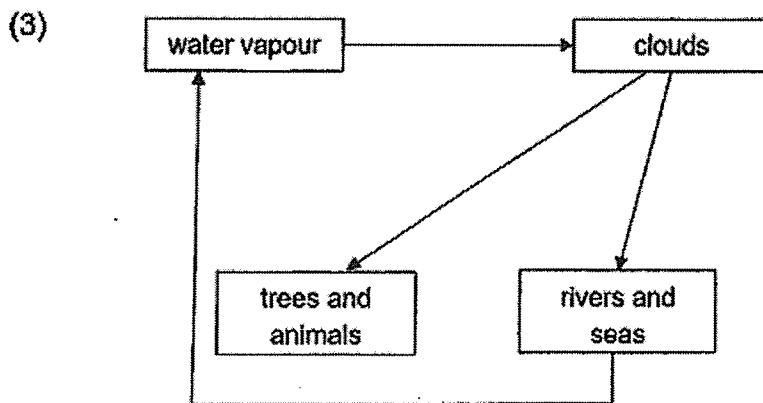 (3)
water vapour
clouds
trees and
animals
rivers and
seas